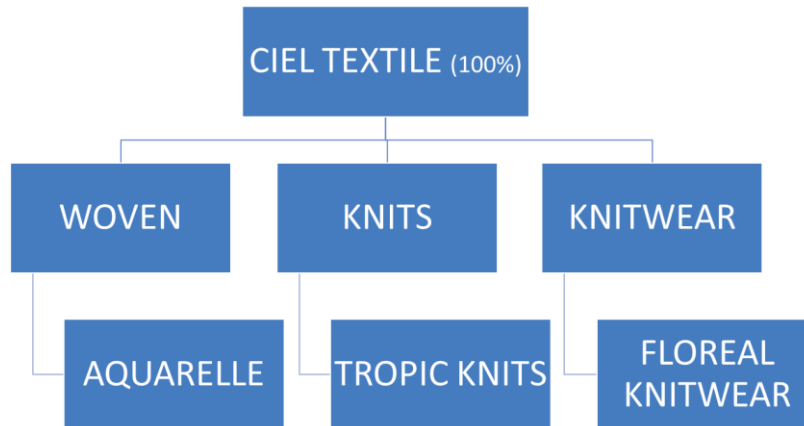 CIEL TEXTILE (100%)
WOVEN
KNITS
KNITWEAR
AQUARELLE
TROPIC KNITS
FLOREAL
KNITWEAR